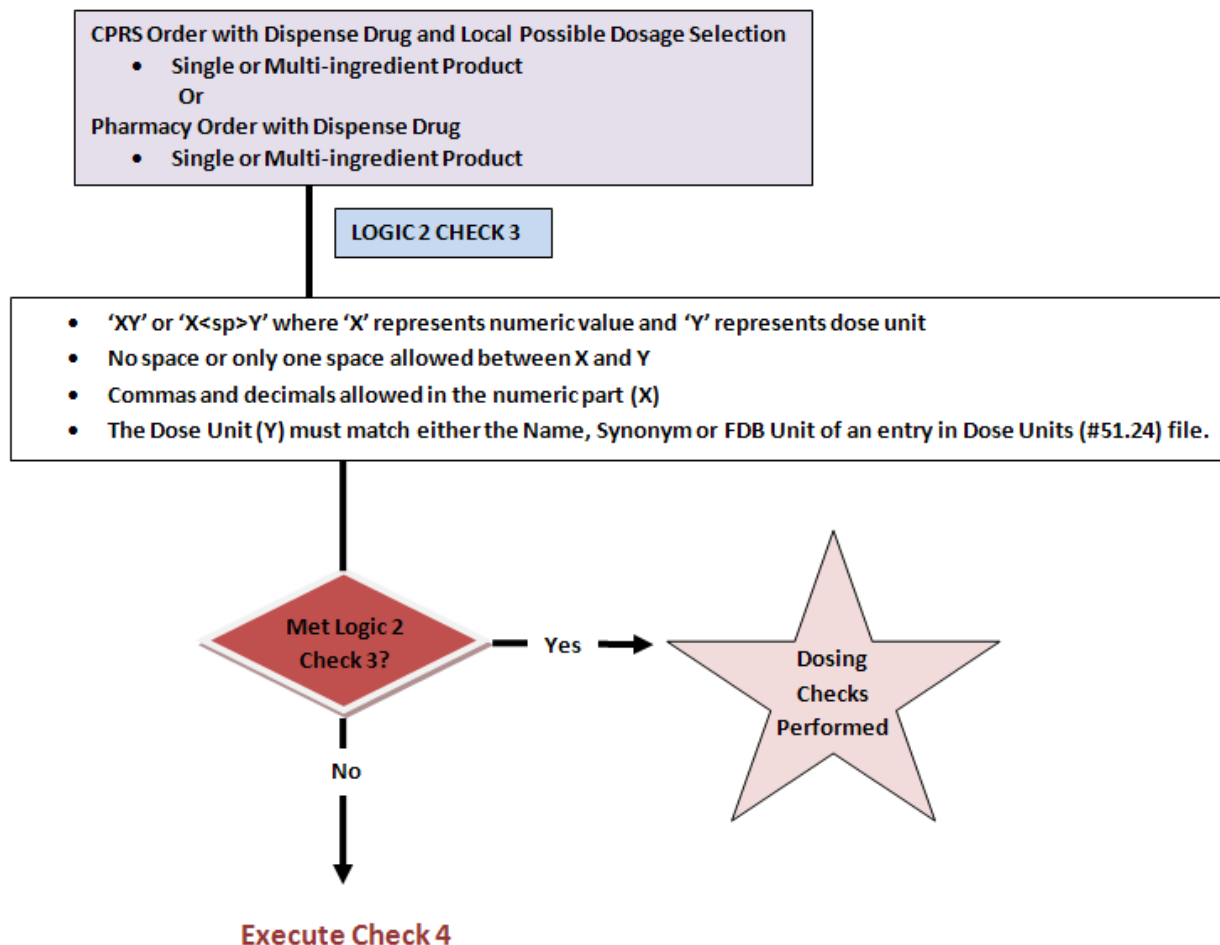 CPRS Order with Dispense Drug and Local Possible Dosage Selection
• Single or Multi-ingredient Product
Or
Pharmacy Order with Dispense Drug
• Single or Multi-ingredient Product
LOGIC 2 CHECK 3
• ‘XY’ or ‘X<sp>Y’ where ‘X’ represents numeric value and ‘Y’ represents dose unit
• No space or only one space allowed between X and Y
• Commas and decimals allowed in the numeric part (X)
• The Dose Unit (Y) must match either the Name, Synonym or FDB Unit of an entry in Dose Units (#51.24) file.
Met Logic 2
Check 3?
Yes
Dosing
Checks
Performed
No
Execute Check 4